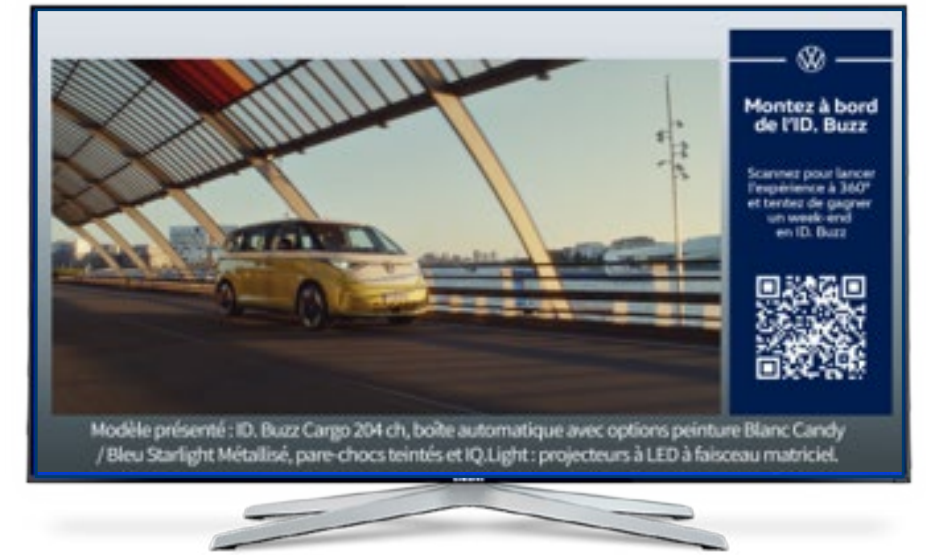 Montez à bord
de l'ID. Buzz
Scannez pour lancer
l'expérience à 360°
et tentez de gagner
un week-end
en ID. Buzz
Modèle présenté : ID. Buzz Cargo 204 ch, boîte automatique avec options peinture Blanc Candy
/ Bleu Starlight Métallisé, pare-chocs teintés et IQ.Light : projecteurs à LED à faisceau matriciel.
SAMSUNG